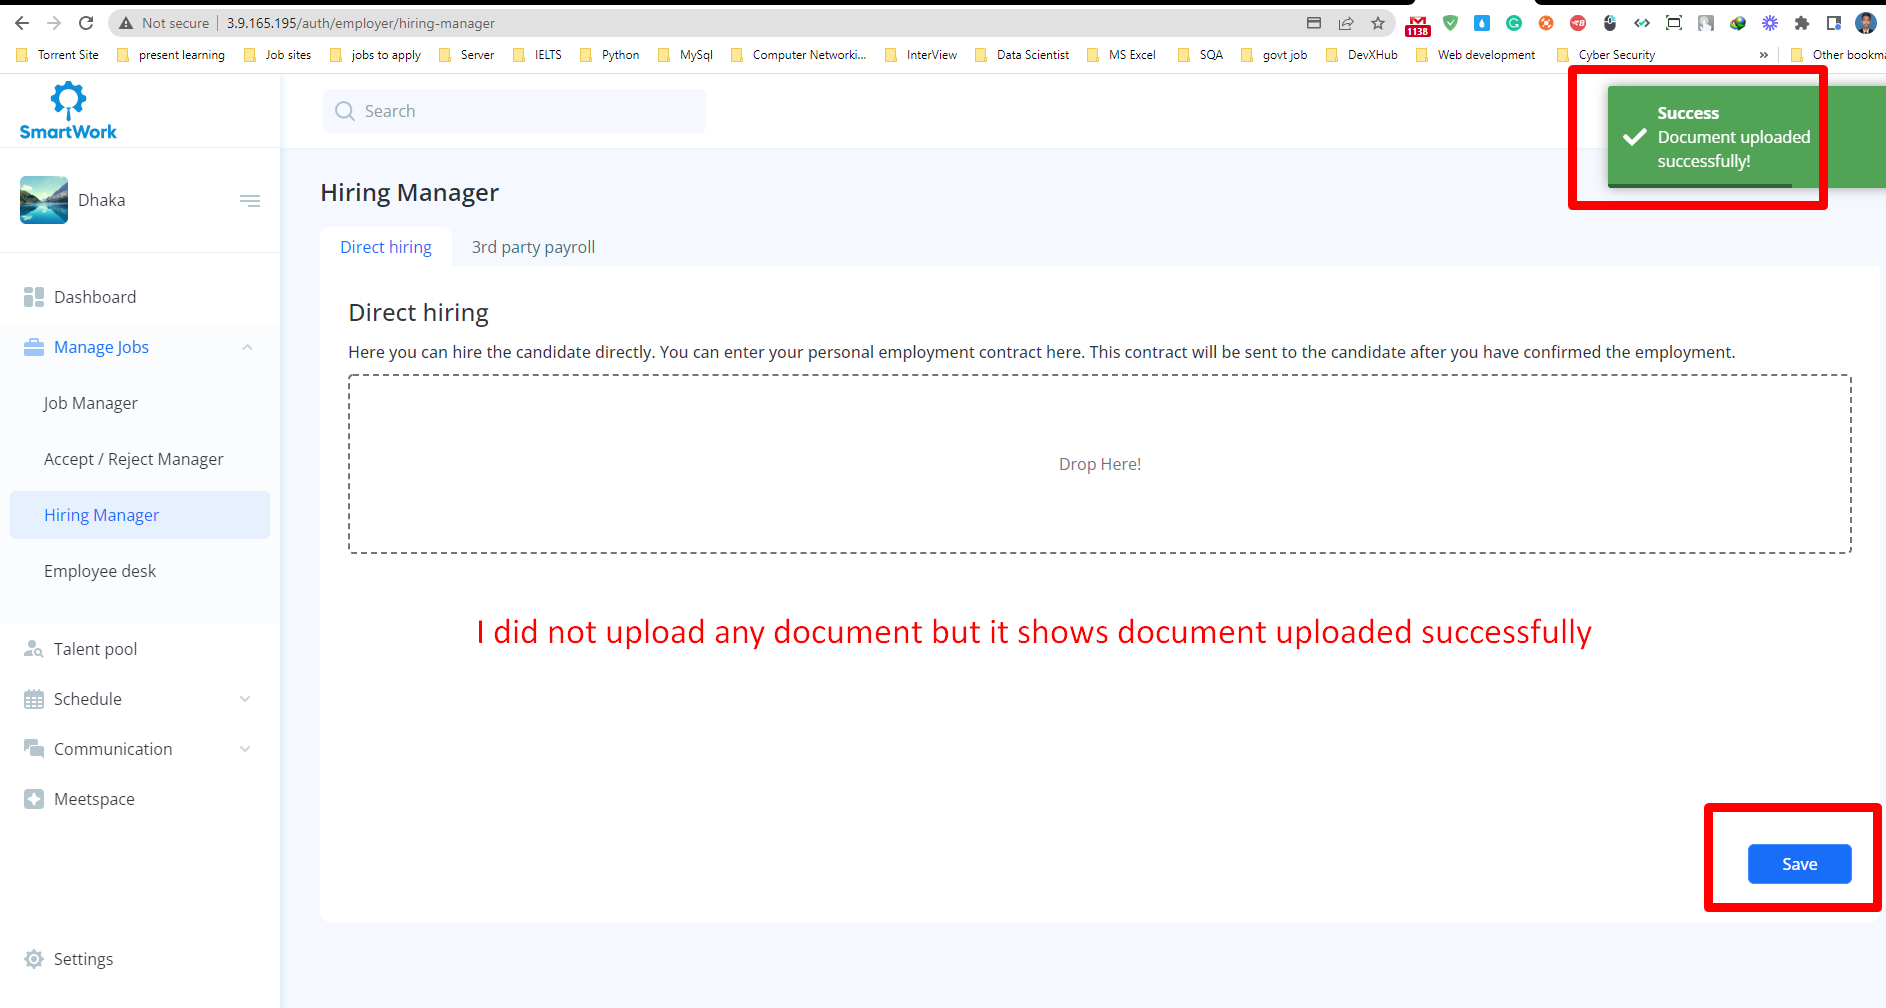 Not secure | 3.9.165.195/auth/employer/hiring-manager
1138
Torrent Site present learning Job sites jobs to apply Server IELTS Python MySql Computer Networki... InterView Data Scientist MS Excel SQA govt job DevXHub Web development Cyber Security » Other bookma
SmartWork
Search
Success
Document uploaded
successfully!
Dhaka
Hiring Manager
Direct hiring 3rd party payroll
Dashboard
Manage Jobs
Job Manager
Accept / Reject Manager
Hiring Manager
Employee desk
Talent pool
Schedule
Communication
Meetspace
Settings
Direct hiring
Here you can hire the candidate directly. You can enter your personal employment contract here. This contract will be sent to the candidate after you have confirmed the employment.
Drop Here!
I did not upload any document but it shows document uploaded successfully
Save